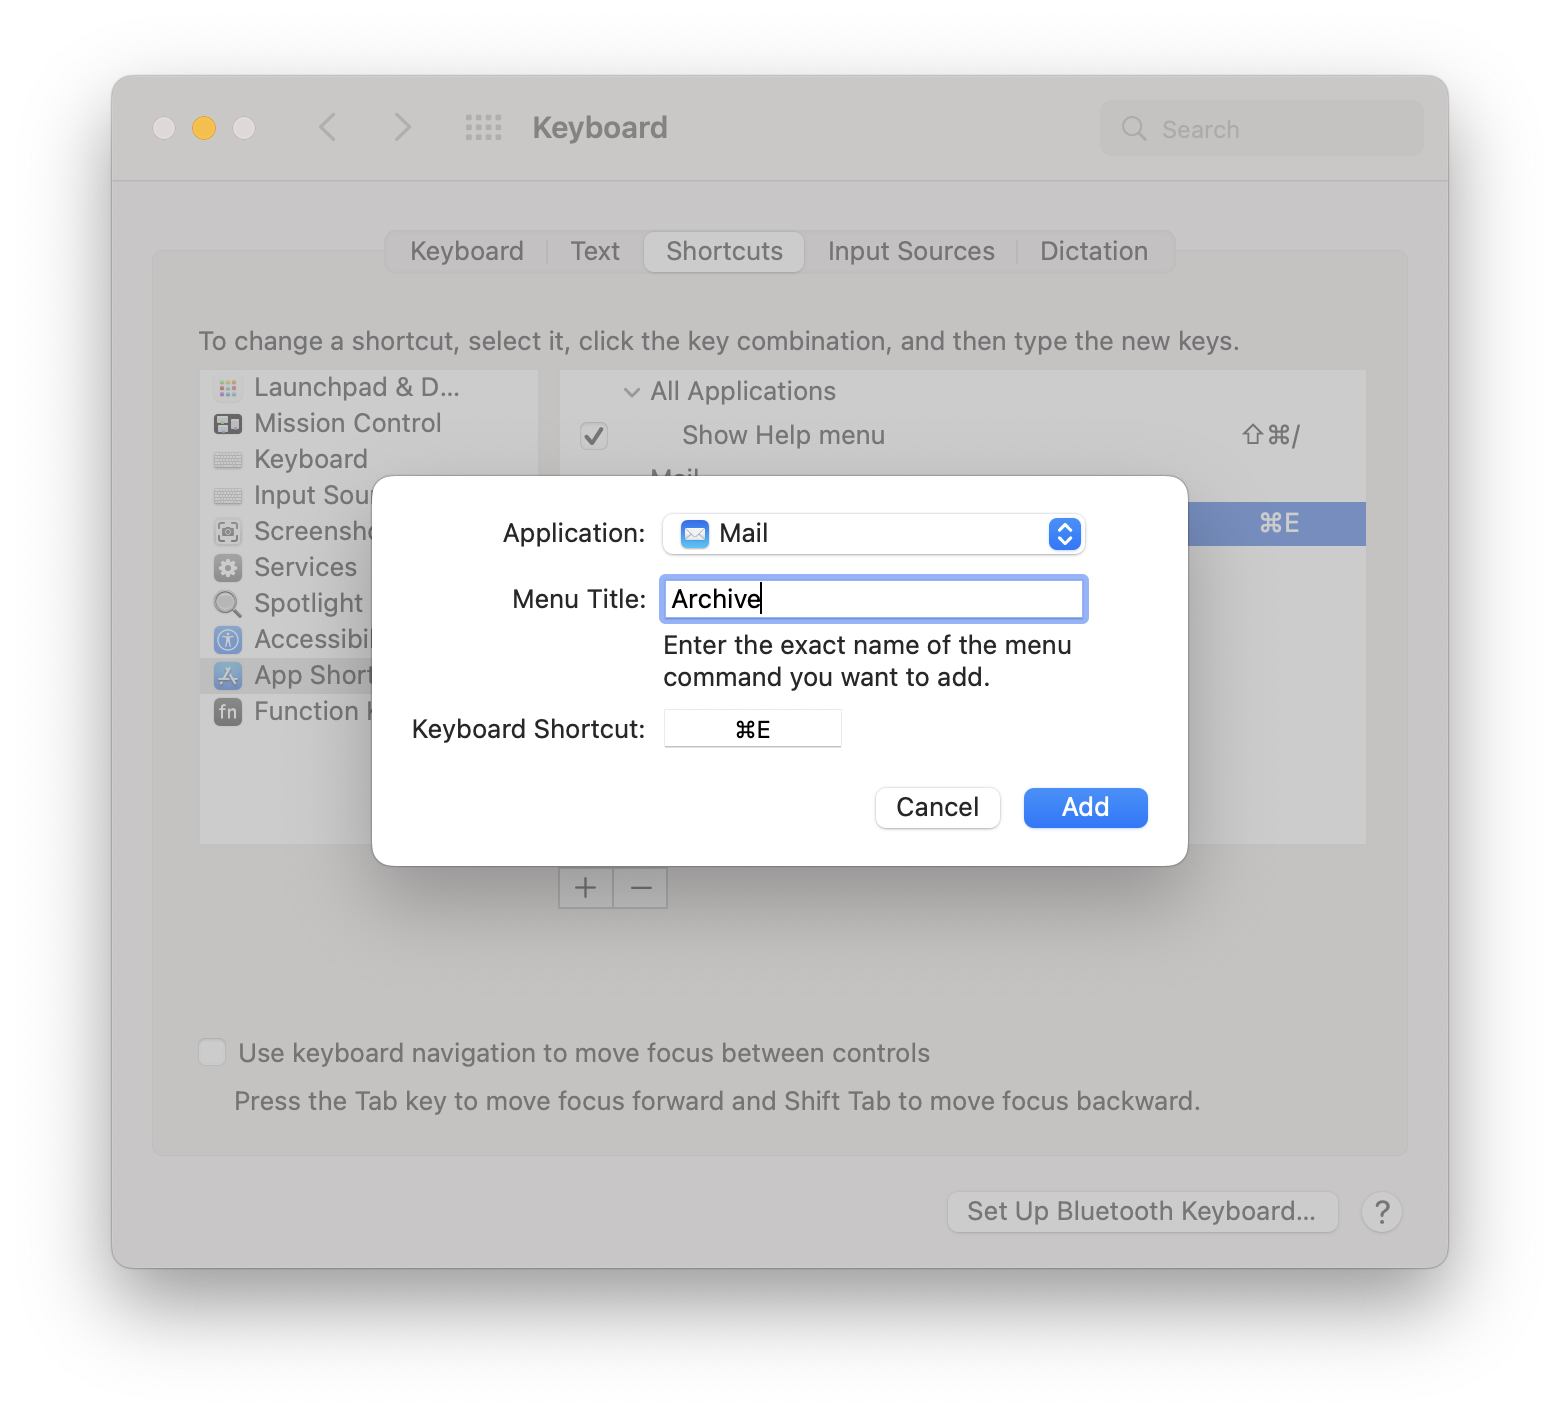 Keyboard
Search
Keyboard
Text
Shortcuts
Input Sources
Dictation
To change a shortcut, select it, click the key combination, and then type the new keys.
Launchpad & D...
Mission Control
Keyboard
Input Sou
Screensho
Services
Spotlight
Accessibil
App Short
fn Function
All Applications
Show Help menu ⇧⌘/
Mail
⌘E
Application: Mail
Menu Title: Archive
Enter the exact name of the menu
command you want to add.
Keyboard Shortcut: ⌘E
Cancel
Add
+ −
Use keyboard navigation to move focus between controls
Press the Tab key to move focus forward and Shift Tab to move focus backward.
Set Up Bluetooth Keyboard...
?